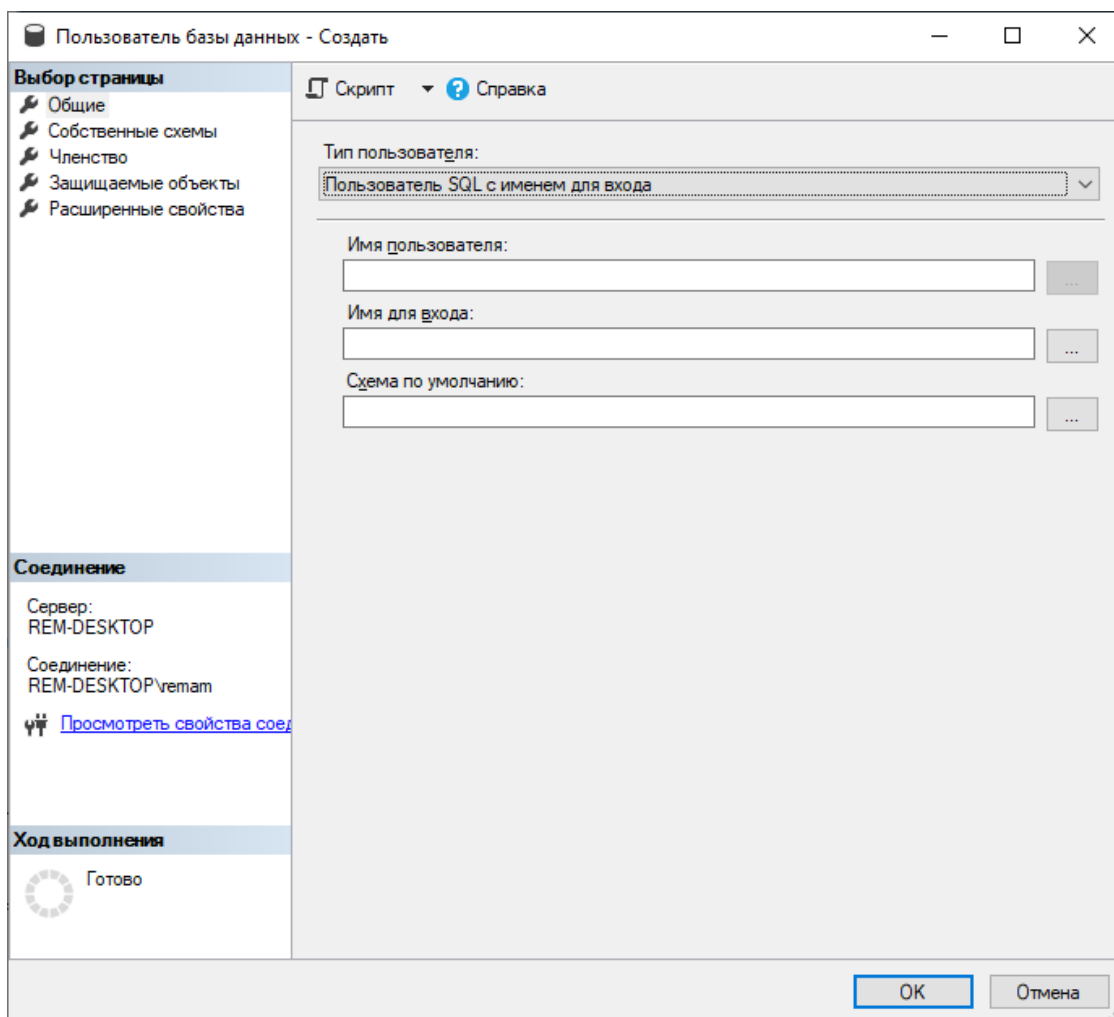 Пользователь базы данных - Создать
Выбор страницы
Общие
Собственные схемы
Членство
Защищаемые объекты
Расширенные свойства
Скрипт
Справка
Тип пользователя:
Пользователь SQL с именем для входа
Имя пользователя:
...
Имя для входа:
...
Схема по умолчанию:
...
Соединение
Сервер:
REM-DESKTOP
Соединение:
REM-DESKTOP\remam
Просмотреть свойства соед
Ход выполнения
Готово
OK
Отмена